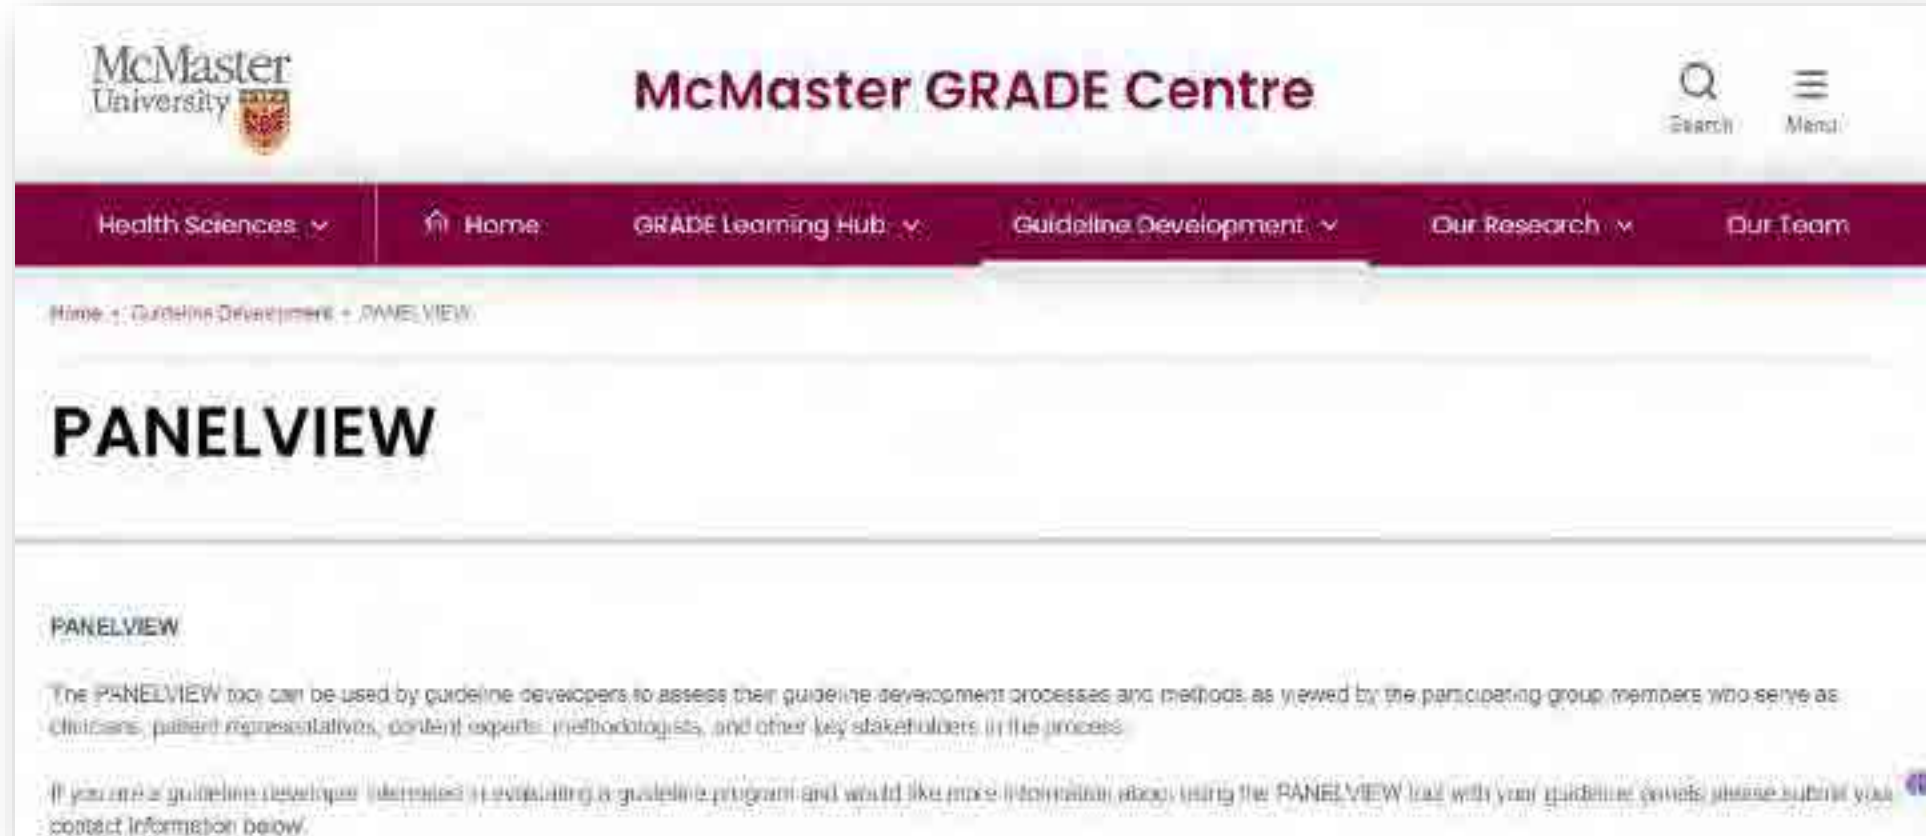 McMaster
University
McMaster GRADE Centre
Search
Menu
Health Sciences
Home
GRADE Learning Hub
Guideline Development
Our Research
Our Team
Home + Guideline Development + PANELVIEW
PANELVIEW
PANELVIEW
The PANELVIEW tool can be used by guideline developers to assess their guideline development processes and methods as viewed by the participating group members who serve as
clinicians, patient representatives, content experts, methodologists, and other key stakeholders in the process.
If you are a guideline developer interested in evaluating a guideline program and would like more information about using the PANELVIEW tool with your guideline panels please submit your
contact information below.